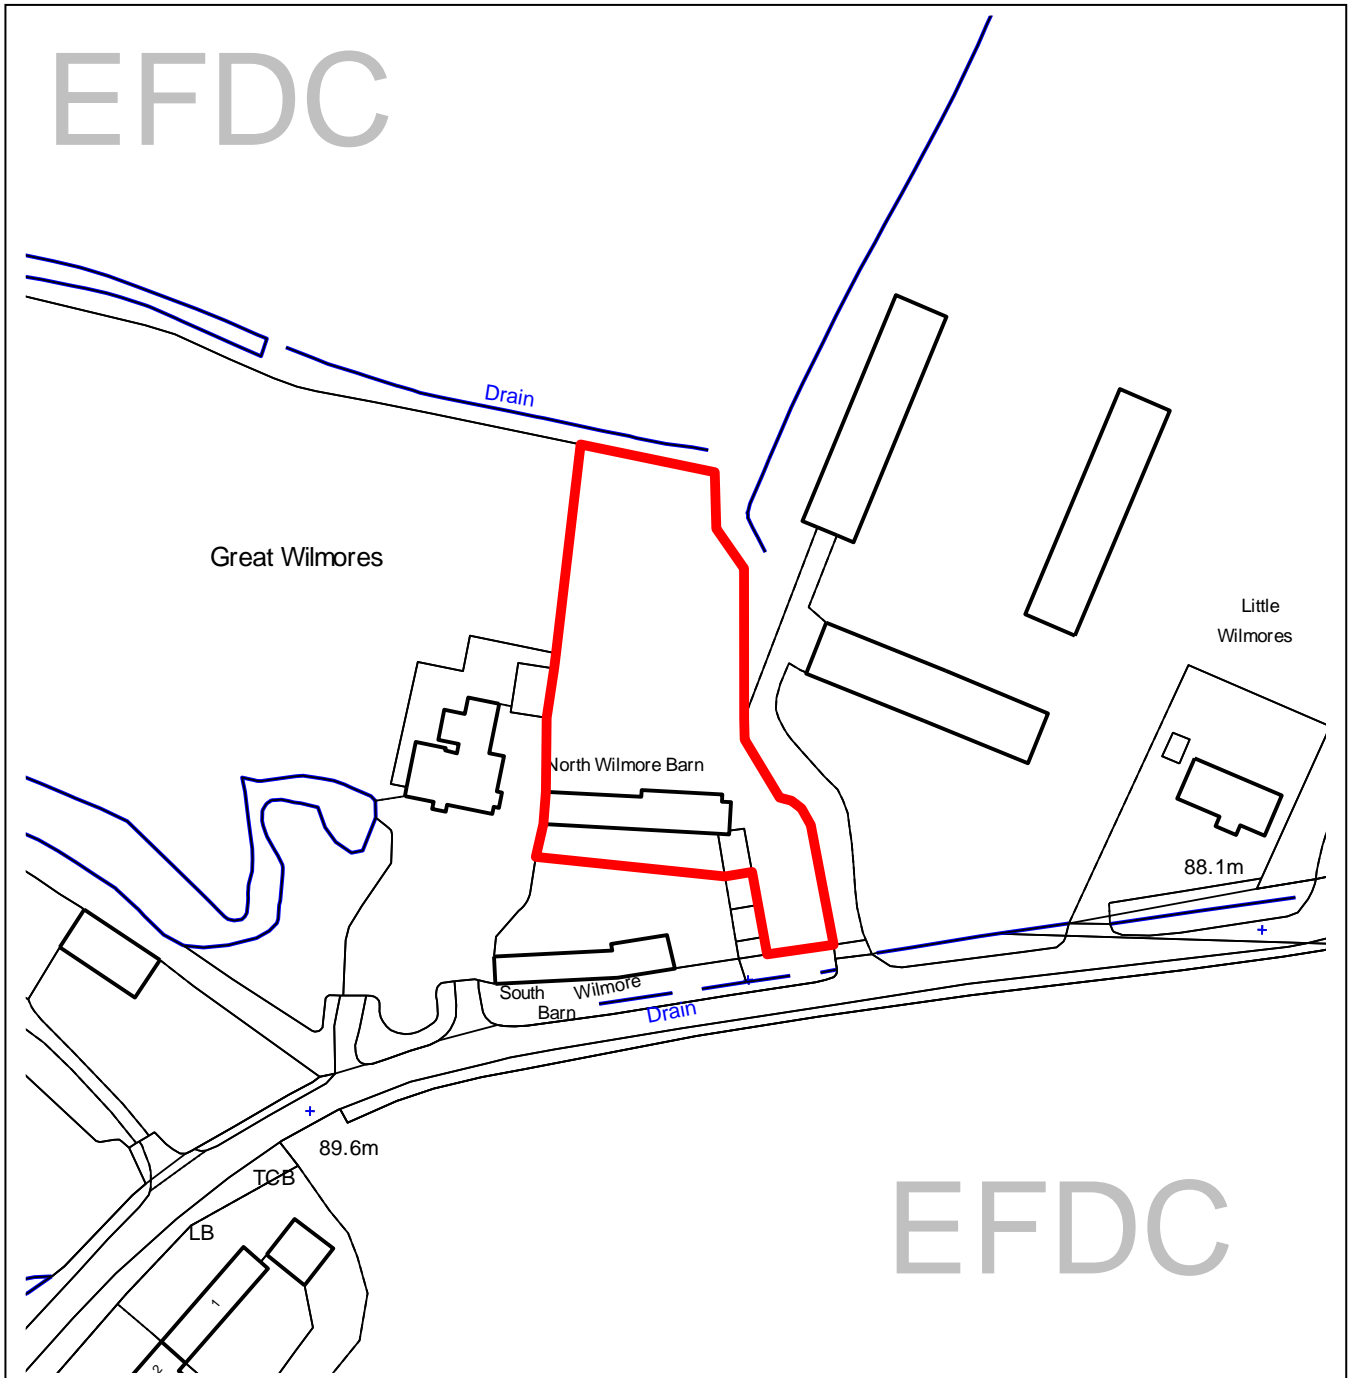 EFDC
Drain
Great Wilmores
Little
Wilmores
North Wilmore Barn
88.1m
South Wilmore
Barn
Drain
89.6m
TCB
LB
EFDC
1
2